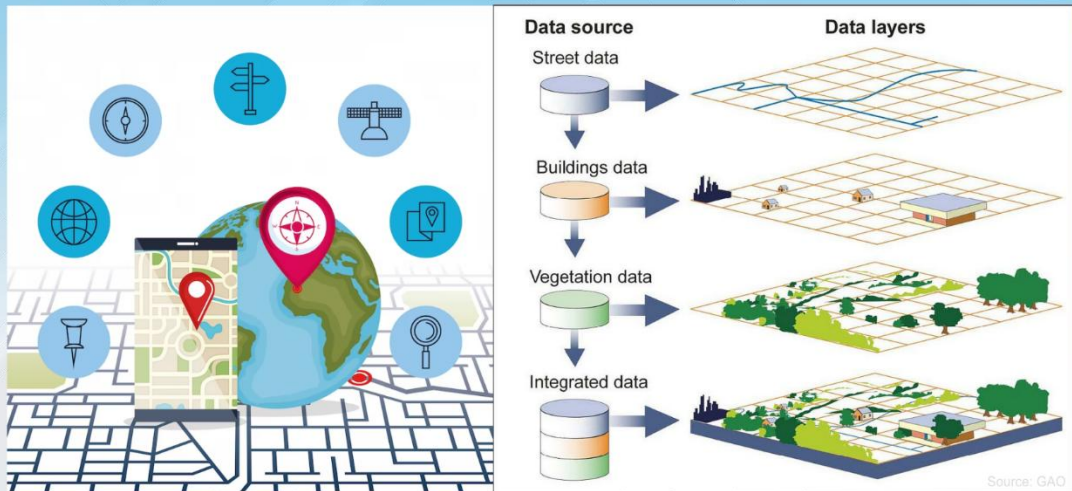 Data source
Data layers
Street data
Buildings data
Vegetation data
Integrated data
Source: GAO